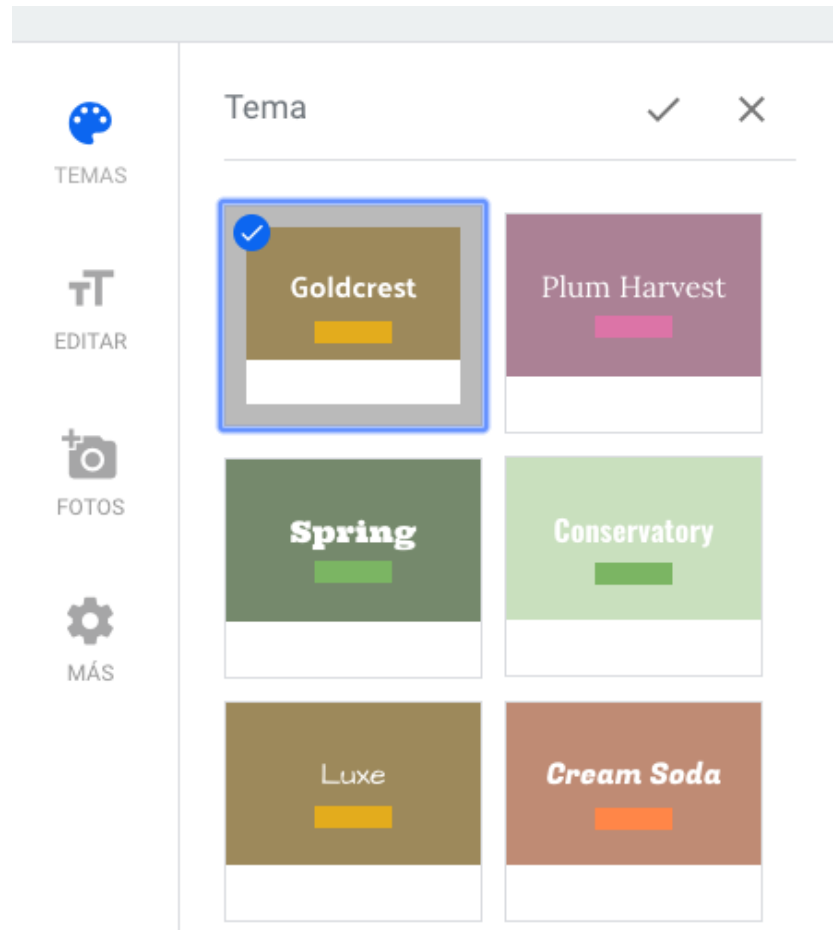 Tema
TEMAS
EDITAR
FOTOS
MÁS
Goldcrest
Plum Harvest
Spring
Conservatory
Luxe
Cream Soda